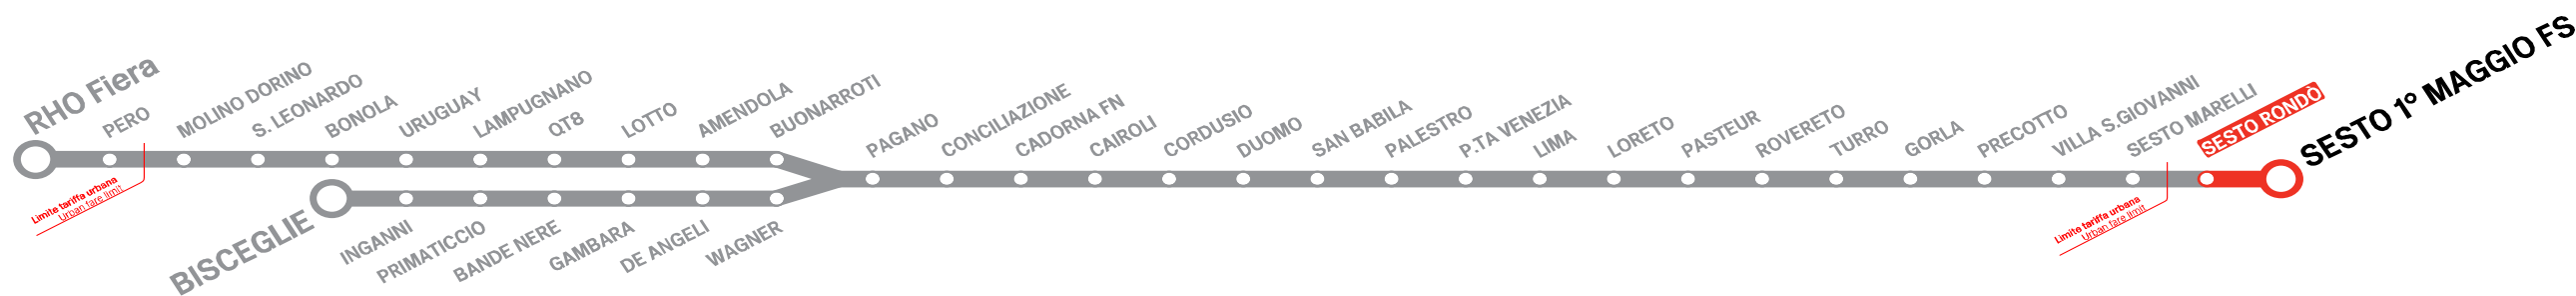 RHO Fiera
PERO
MOLINO DORINO
S. LEONARDO
BONOLA
URUGUAY
LAMPUGNANO
QT8
LOTTO
AMENDOLA
BUONARROTI
PAGANO
CONCILIAZIONE
CADORNA FN
CAIROLI
CORDUSIO
DUOMO
SAN BABILA
PALESTRO
P.TA VENEZIA
LIMA
LORETO
PASTEUR
ROVERETO
TURRO
GORLA
PRECOTTO
VILLA S.GIOVANNI
SESTO MARELLI
SESTO RONDÒ
SESTO 1° MAGGIO FS
Limite tariffa urbana
Urban fare limit
BISCEGLIE
INGANNI
PRIMATICCIO
BANDE NERE
GAMBARA
DE ANGELI
WAGNER
Limite tariffa urbana
Urban fare limit